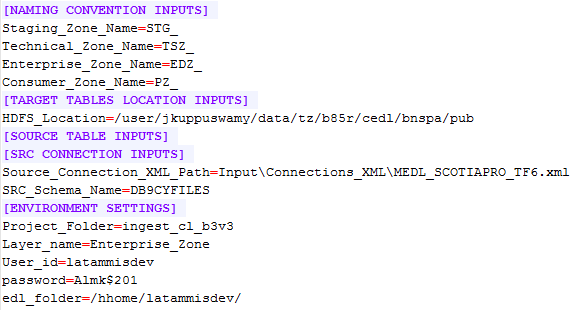 [NAMING CONVENTION INPUTS]
Staging_Zone_Name=STG_
Technical_Zone_Name=TSZ_
Enterprise_Zone_Name=EDZ_
Consumer_Zone_Name=PZ_
[TARGET TABLES LOCATION INPUTS]
HDFS_Location=/user/jkuppuswamy/data/tz/b85r/cedl/bnspa/pub
[SOURCE TABLE INPUTS]
[SRC CONNECTION INPUTS]
Source_Connection_XML_Path=Input\Connections_XML\MEDL_SCOTIAPRO_TF6.xml
SRC_Schema_Name=DB9CYFILES
[ENVIRONMENT SETTINGS]
Project_Folder=ingest_cl_b3v3
Layer_name=Enterprise_Zone
User_id=latammisdev
password=Almk$201
edl_folder=/hhome/latammisdev/